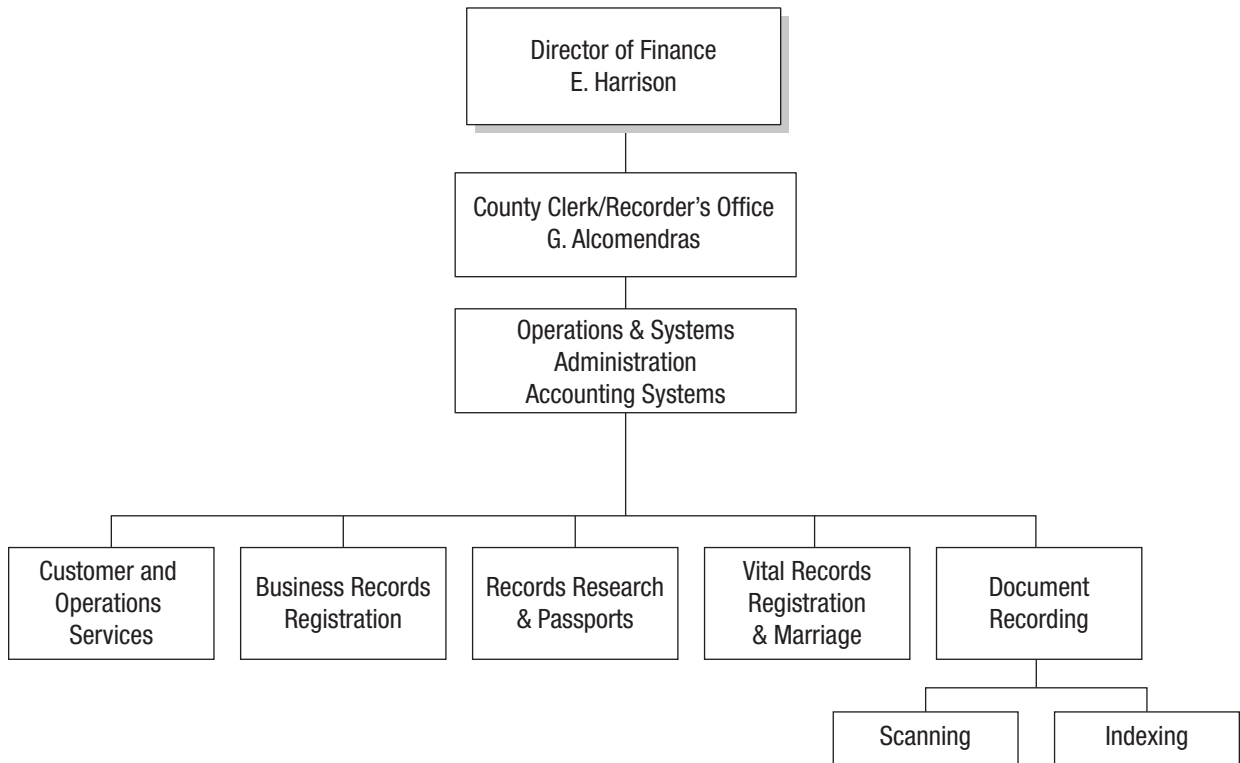 Director of Finance
E. Harrison
County Clerk/Recorder’s Office
G. Alcomendras
Operations & Systems
Administration
Accounting Systems
Customer and
Operations
Services
Business Records
Registration
Records Research
& Passports
Vital Records
Registration
& Marriage
Document
Recording
Scanning
Indexing